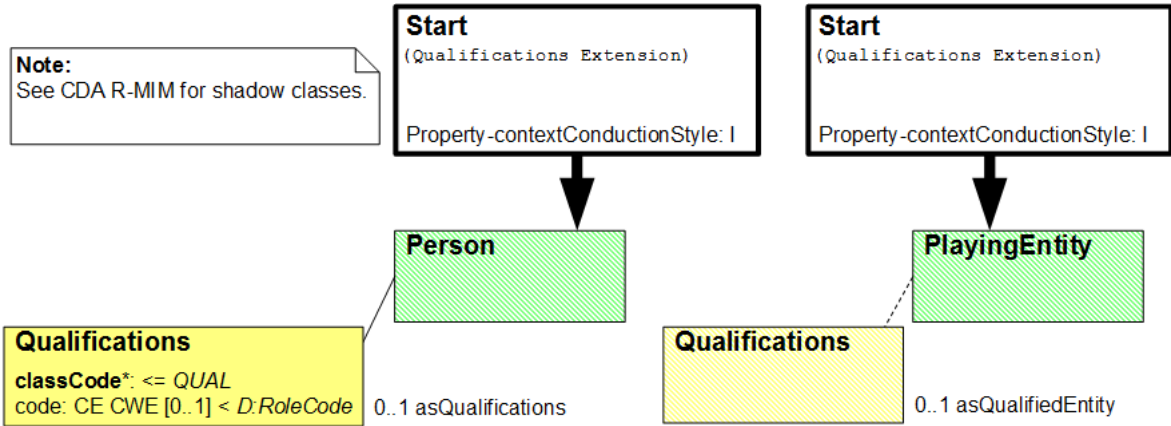 Note:
See CDA R-MIM for shadow classes.
Start
(Qualifications Extension)
Property-contextConductionStyle: I
Start
(Qualifications Extension)
Property-contextConductionStyle: I
Person
PlayingEntity
Qualifications
classCode*: <= QUAL
code: CE CWE [0..1] < D:RoleCode
0..1 asQualifications
Qualifications
0..1 asQualifiedEntity